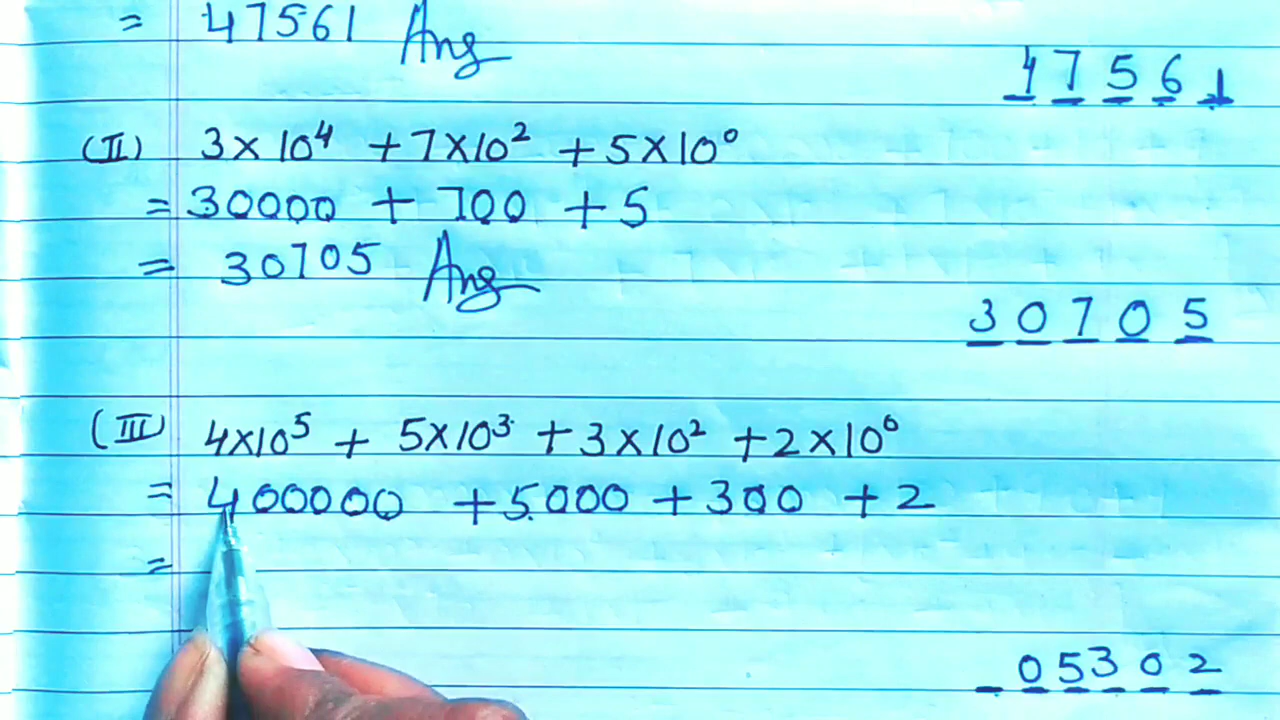 = 47561 Ans
4 7 5 6 1
(II) 3×10⁴ +7×10² +5×10⁰
= 30000 + 700 +5
= 30705 Ans
3 0 7 0 5
(III) 4×10⁵ + 5×10³ +3×10² +2×10⁰
= 400000 +5000 +300 +2
=
_ 0 5 3 0 2